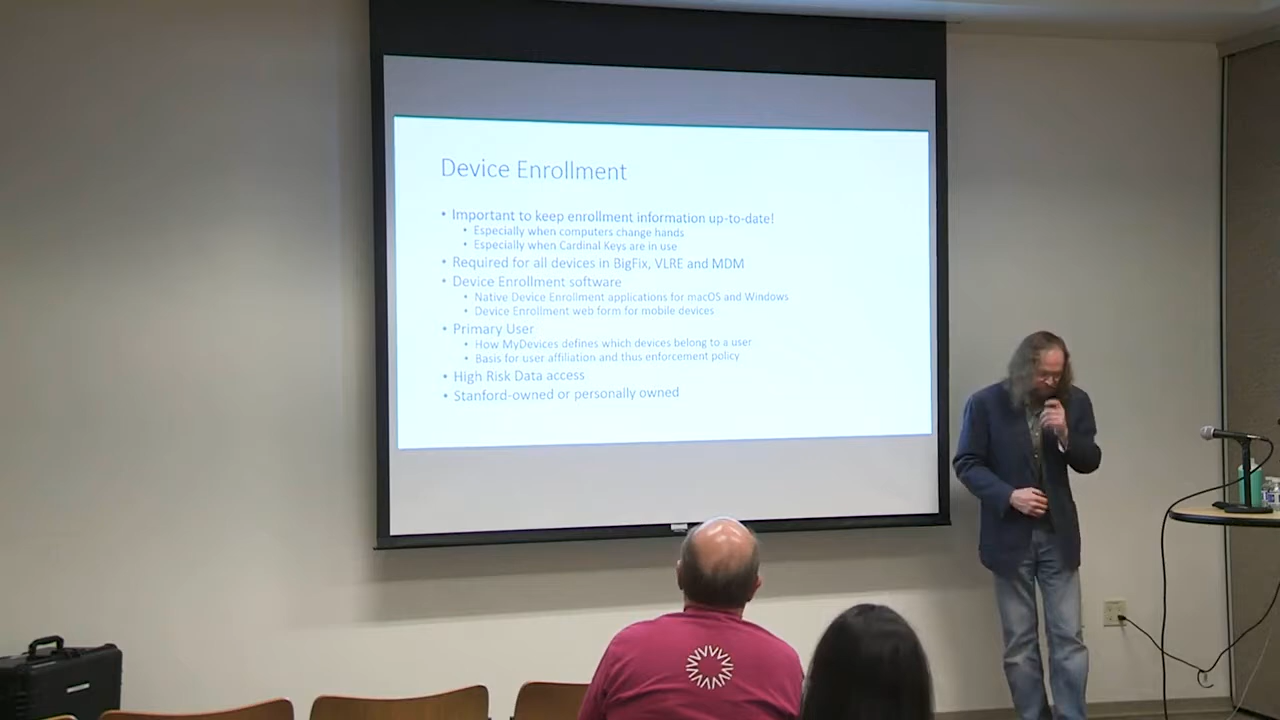 Device Enrollment
• Important to keep enrollment information up-to-date!
• Especially when computers change hands
• Especially when Cardinal Keys are in use
• Required for all devices in BigFix, VLRE and MDM
• Device Enrollment software
• Native Device Enrollment applications for macOS and Windows
• Device Enrollment web form for mobile devices
• Primary User
• How MyDevices defines which devices belong to a user
• Basis for user affiliation and thus enforcement policy
• High Risk Data access
• Stanford-owned or personally owned